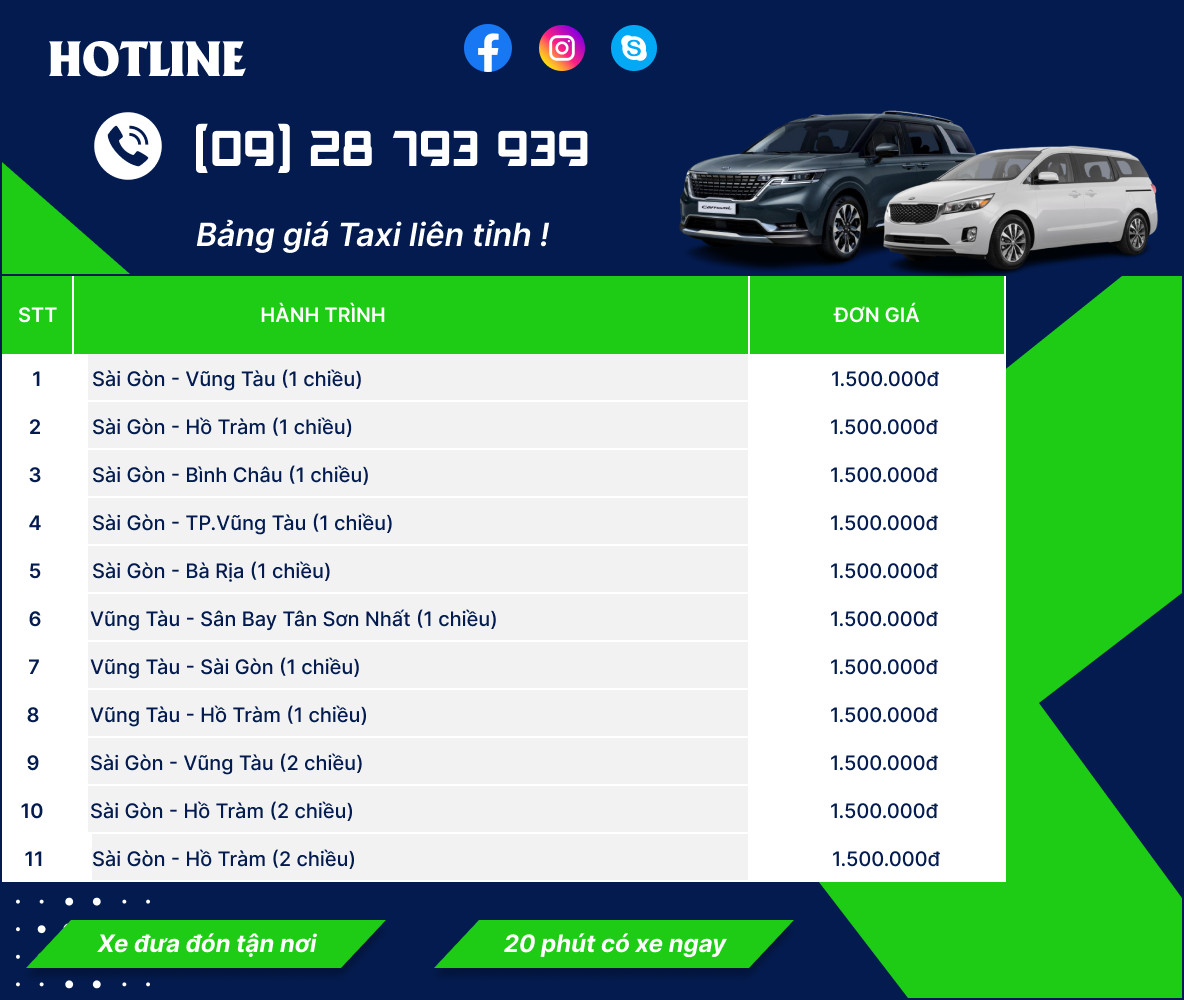 HOTLINE
(09) 28 793 939
Bảng giá Taxi liên tỉnh !
STT HÀNH TRÌNH ĐƠN GIÁ
1 Sài Gòn - Vũng Tàu (1 chiều) 1.500.000đ
2 Sài Gòn - Hồ Tràm (1 chiều) 1.500.000đ
3 Sài Gòn - Bình Châu (1 chiều) 1.500.000đ
4 Sài Gòn - TP.Vũng Tàu (1 chiều) 1.500.000đ
5 Sài Gòn - Bà Rịa (1 chiều) 1.500.000đ
6 Vũng Tàu - Sân Bay Tân Sơn Nhất (1 chiều) 1.500.000đ
7 Vũng Tàu - Sài Gòn (1 chiều) 1.500.000đ
8 Vũng Tàu - Hồ Tràm (1 chiều) 1.500.000đ
9 Sài Gòn - Vũng Tàu (2 chiều) 1.500.000đ
10 Sài Gòn - Hồ Tràm (2 chiều) 1.500.000đ
11 Sài Gòn - Hồ Tràm (2 chiều) 1.500.000đ
Xe đưa đón tận nơi 20 phút có xe ngay